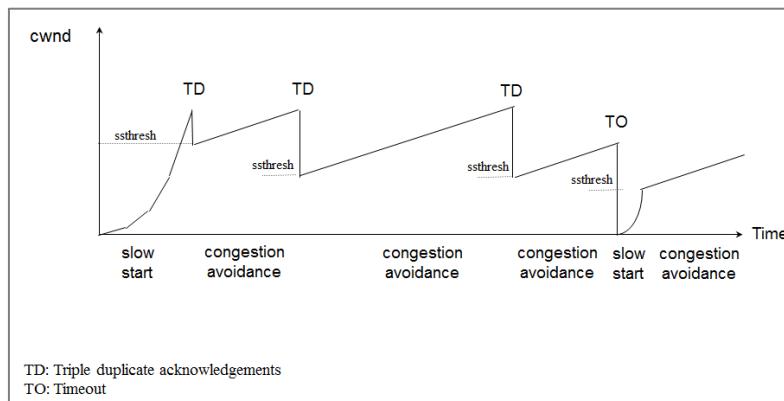 cwnd
TD
TD
TD
TO
ssthresh
ssthresh
ssthresh
ssthresh
Time
slow
start
congestion
avoidance
congestion
avoidance
congestion
avoidance
slow
start
congestion
avoidance
TD: Triple duplicate acknowledgements
TO: Timeout